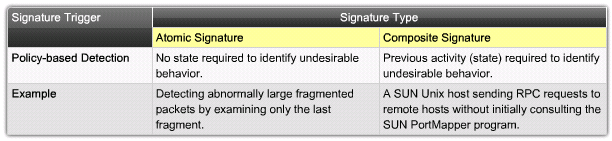 Signature Trigger
Signature Type
Atomic Signature
Composite Signature
Policy-based Detection
No state required to identify undesirable
behavior.
Previous activity (state) required to identify
undesirable behavior.
Example
Detecting abnormally large fragmented
packets by examining only the last
fragment.
A SUN Unix host sending RPC requests to
remote hosts without initially consulting the
SUN PortMapper program.